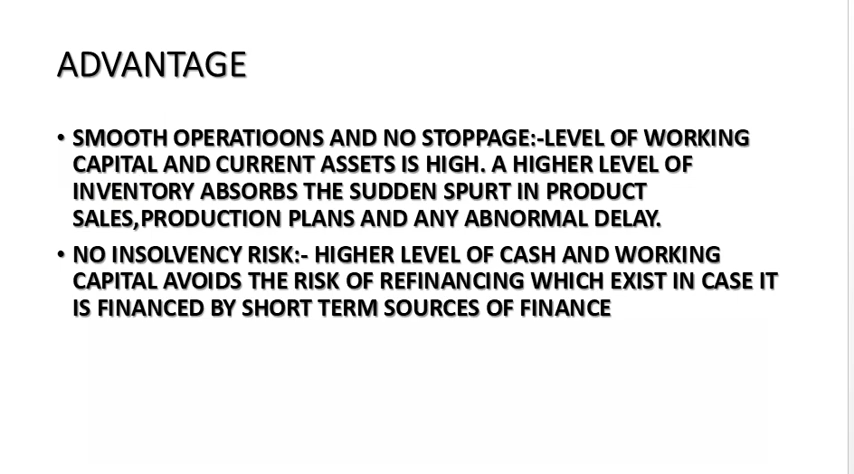 ADVANTAGE
• SMOOTH OPERATIOONS AND NO STOPPAGE:-LEVEL OF WORKING
CAPITAL AND CURRENT ASSETS IS HIGH. A HIGHER LEVEL OF
INVENTORY ABSORBS THE SUDDEN SPURT IN PRODUCT
SALES,PRODUCTION PLANS AND ANY ABNORMAL DELAY.
• NO INSOLVENCY RISK:- HIGHER LEVEL OF CASH AND WORKING
CAPITAL AVOIDS THE RISK OF REFINANCING WHICH EXIST IN CASE IT
IS FINANCED BY SHORT TERM SOURCES OF FINANCE